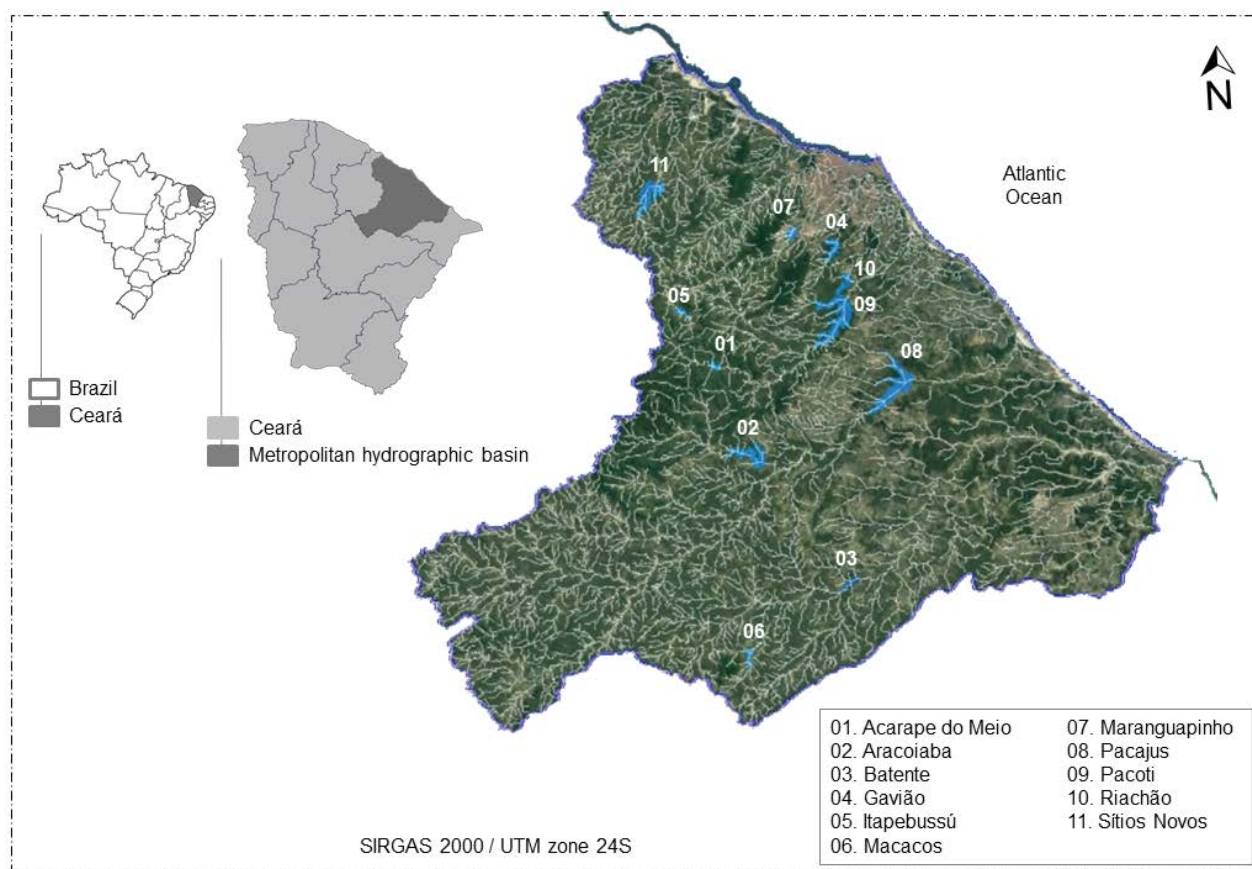 N
Atlantic
Ocean
11
07
04
10
09
05
01
08
02
03
06
Brazil
Ceará
Ceará
Metropolitan hydrographic basin
01. Acarape do Meio
02. Aracoiaba
03. Batente
04. Gavião
05. Itapebussú
06. Macacos
07. Maranguapinho
08. Pacajus
09. Pacoti
10. Riachão
11. Sítios Novos
SIRGAS 2000 / UTM zone 24S